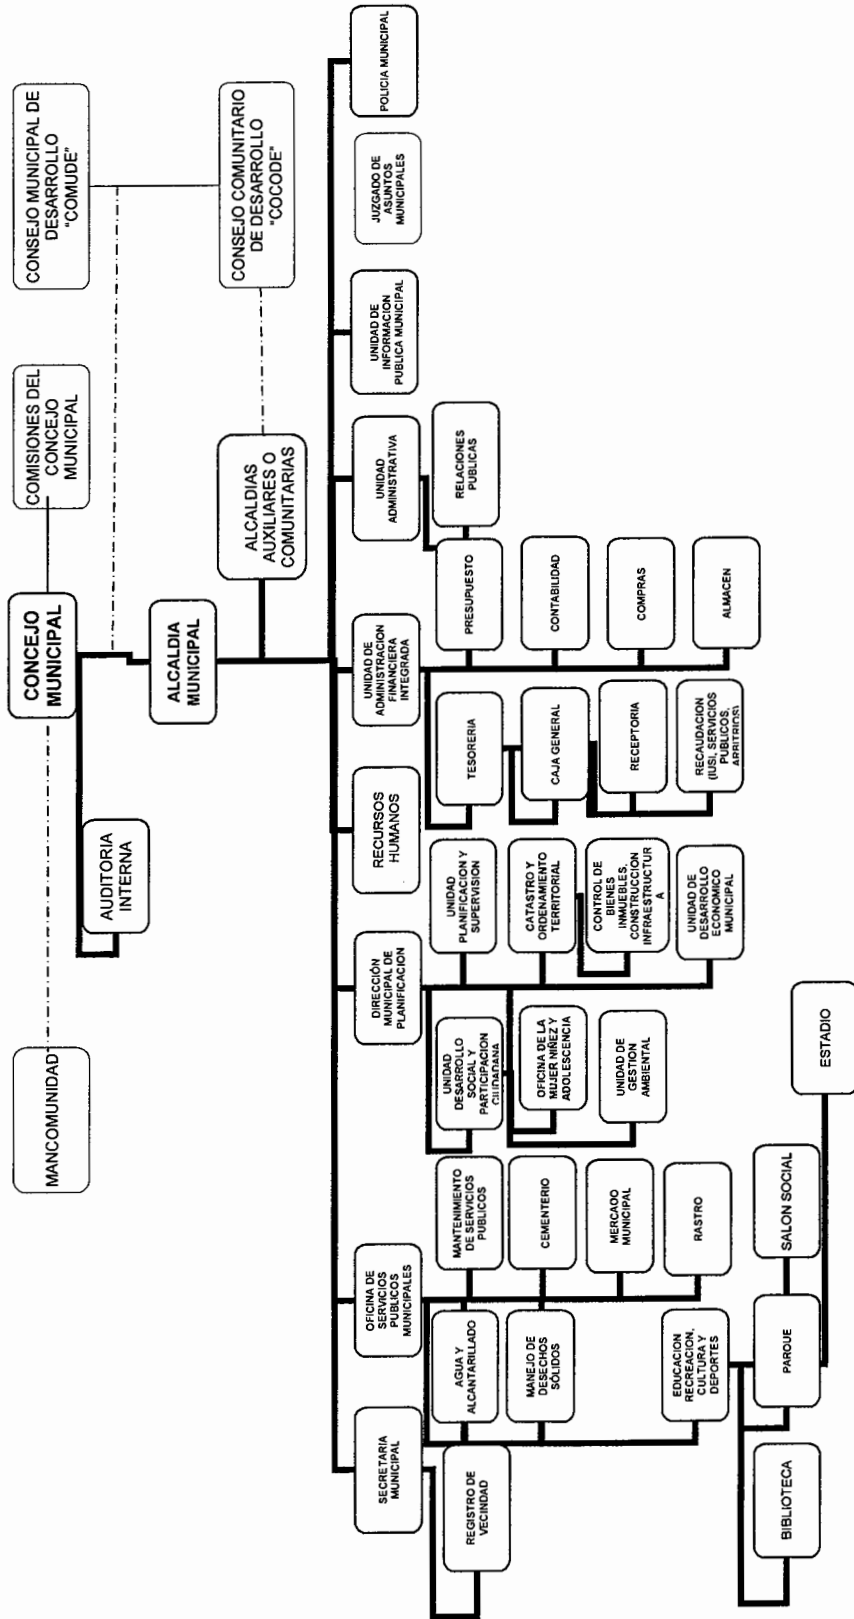 MANCOMUNIDAD
CONCEJO
MUNICIPAL
COMISIONES DEL
CONCEJO
MUNICIPAL
CONSEJO MUNICIPAL DE
DESARROLLO
"COMUDE"
AUDITORIA
INTERNA
ALCALDIA
MUNICIPAL
ALCALDIAS
AUXILIARES O
COMUNITARIAS
CONSEJO COMUNITARIO
DE DESARROLLO
"COCODE"
SECRETARIA
MUNICIPAL
OFICINA DE
SERVICIOS
PUBLICOS
MUNICIPALES
DIRECCIÓN
MUNICIPAL DE
PLANIFICACION
RECURSOS
HUMANOS
UNIDAD DE
ADMINISTRACION
FINANCIERA
INTEGRADA
UNIDAD
ADMINISTRATIVA
UNIDAD DE
INFORMACION
PUBLICA MUNICIPAL
JUZGADO DE
ASUNTOS
MUNICIPALES
POLICIA MUNICIPAL
REGISTRO DE
VECINDAD
AGUA Y
ALCANTARILLADO
MANTENIMIENTO
DE SERVICIOS
PUBLICOS
UNIDAD
DESARROLLO
SOCIAL Y
PARTICIPACION
CIUDADANA
UNIDAD
PLANIFICACION Y
SUPERVISION
TESORERIA
PRESUPUESTO
RELACIONES
PUBLICAS
MANEJO DE
DESECHOS
SÓLIDOS
CEMENTERIO
OFICINA DE LA
MUJER NIÑEZ Y
ADOLESCENCIA
CATASTRO Y
ORDENAMIENTO
TERRITORIAL
CAJA GENERAL
CONTABILIDAD
MERCADO
MUNICIPAL
UNIDAD DE
GESTION
AMBIENTAL
CONTROL DE
BIENES
INMUEBLES.
CONSTRUCCION
INFRAESTRUCTUR
A
RECEPTORIA
COMPRAS
EDUCACION
RECREACION,
CULTURA Y
DEPORTES
RASTRO
UNIDAD DE
DESARROLLO
ECONOMICO
MUNICIPAL
RECAUDACION
(IUSI, SERVICIOS
PUBLICOS,
ARBITRIOS)
ALMACEN
BIBLIOTECA
PARQUE
SALON SOCIAL
ESTADIO